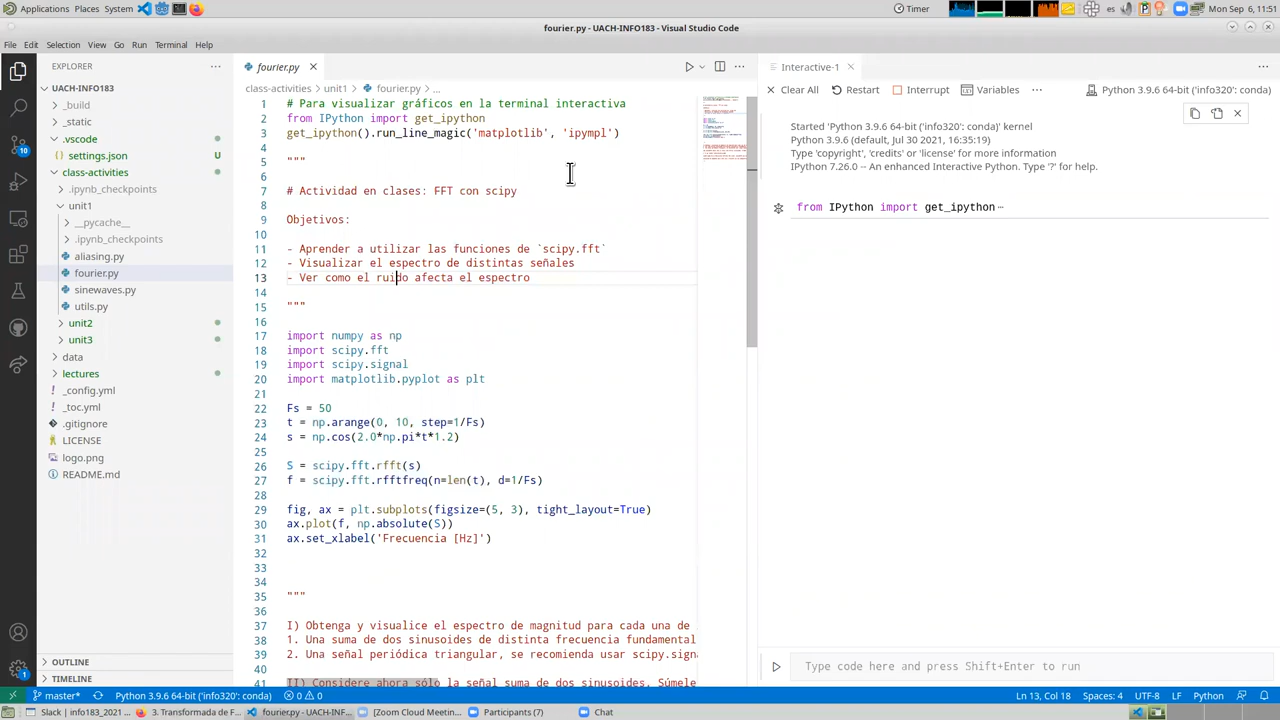 Applications Places System
Timer
es
Mon Sep 6, 11:51
fourier.py - UACH-INFO183 - Visual Studio Code
File Edit Selection View Go Run Terminal Help
EXPLORER
UACH-INFO183
_build
_static
.vscode
settings.json U
class-activities
.ipynb_checkpoints
unit1
__pycache__
.ipynb_checkpoints
aliasing.py
fourier.py
sinewaves.py
utils.py
unit2
unit3
data
lectures
_config.yml
_toc.yml
.gitignore
LICENSE
logo.png
README.md
OUTLINE
TIMELINE
fourier.py
class-activities > unit1 > fourier.py > ...
1 # Para visualizar gráficos en la terminal interactiva
2 from IPython import get_ipython
3 get_ipython().run_line_magic('matplotlib', 'ipympl')
4
5 """
6
7 # Actividad en clases: FFT con scipy
8
9 Objetivos:
10
11 - Aprender a utilizar las funciones de `scipy.fft`
12 - Visualizar el espectro de distintas señales
13 - Ver como el ruido afecta el espectro
14
15 """
16
17 import numpy as np
18 import scipy.fft
19 import scipy.signal
20 import matplotlib.pyplot as plt
21
22 Fs = 50
23 t = np.arange(0, 10, step=1/Fs)
24 s = np.cos(2.0*np.pi*t*1.2)
25
26 S = scipy.fft.rfft(s)
27 f = scipy.fft.rfftfreq(n=len(t), d=1/Fs)
28
29 fig, ax = plt.subplots(figsize=(5, 3), tight_layout=True)
30 ax.plot(f, np.absolute(S))
31 ax.set_xlabel('Frecuencia [Hz]')
32
33
34
35 """
36
37 I) Obtenga y visualice el espectro de magnitud para cada una de
38 1. Una suma de dos sinusoides de distinta frecuencia fundamental
39 2. Una señal periódica triangular, se recomienda usar scipy.signa
40
41 II) Considere ahora sólo la señal suma de dos sinusoides. Súmele
Interactive-1
Clear All Restart Interrupt Variables ... Python 3.9.6 64-bit ('info320': conda)
Started 'Python 3.9.6 64-bit ('info320': conda)' kernel
Python 3.9.6 (default, Jul 30 2021, 16:35:19)
Type 'copyright', 'credits' or 'license' for more information
IPython 7.26.0 -- An enhanced Interactive Python. Type '?' for help.
from IPython import get_ipython ...
Type code here and press Shift+Enter to run
master* Python 3.9.6 64-bit ('info320': conda) 0 0
Ln 13, Col 18 Spaces: 4 UTF-8 LF Python
Slack | info183_2021 ... 3. Transformada de F... fourier.py - UACH-INF... [Zoom Cloud Meetin... Participants (7) Chat